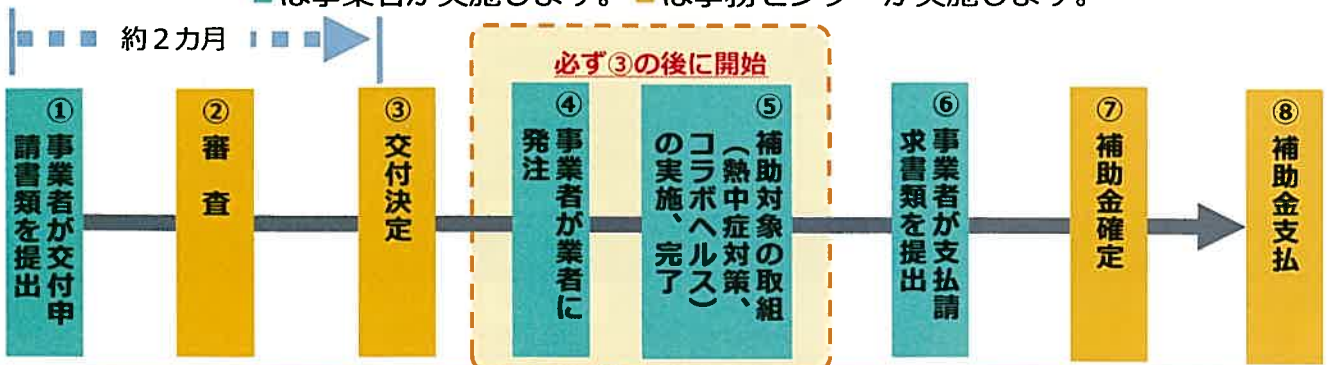 ■は事業者が実施します。■は事務センターが実施します。
約２カ月
必ず③の後に開始
①
事業者が交付申
請書類を提出
②
審　査
③
交付決定
④
事業者が業者に
発注
⑤
補助対象の取組
（熱中症対策、
コラボヘルス）
の実施、完了
⑥
事業者が支払請
求書類を提出
⑦
補助金確定
⑧
補助金支払